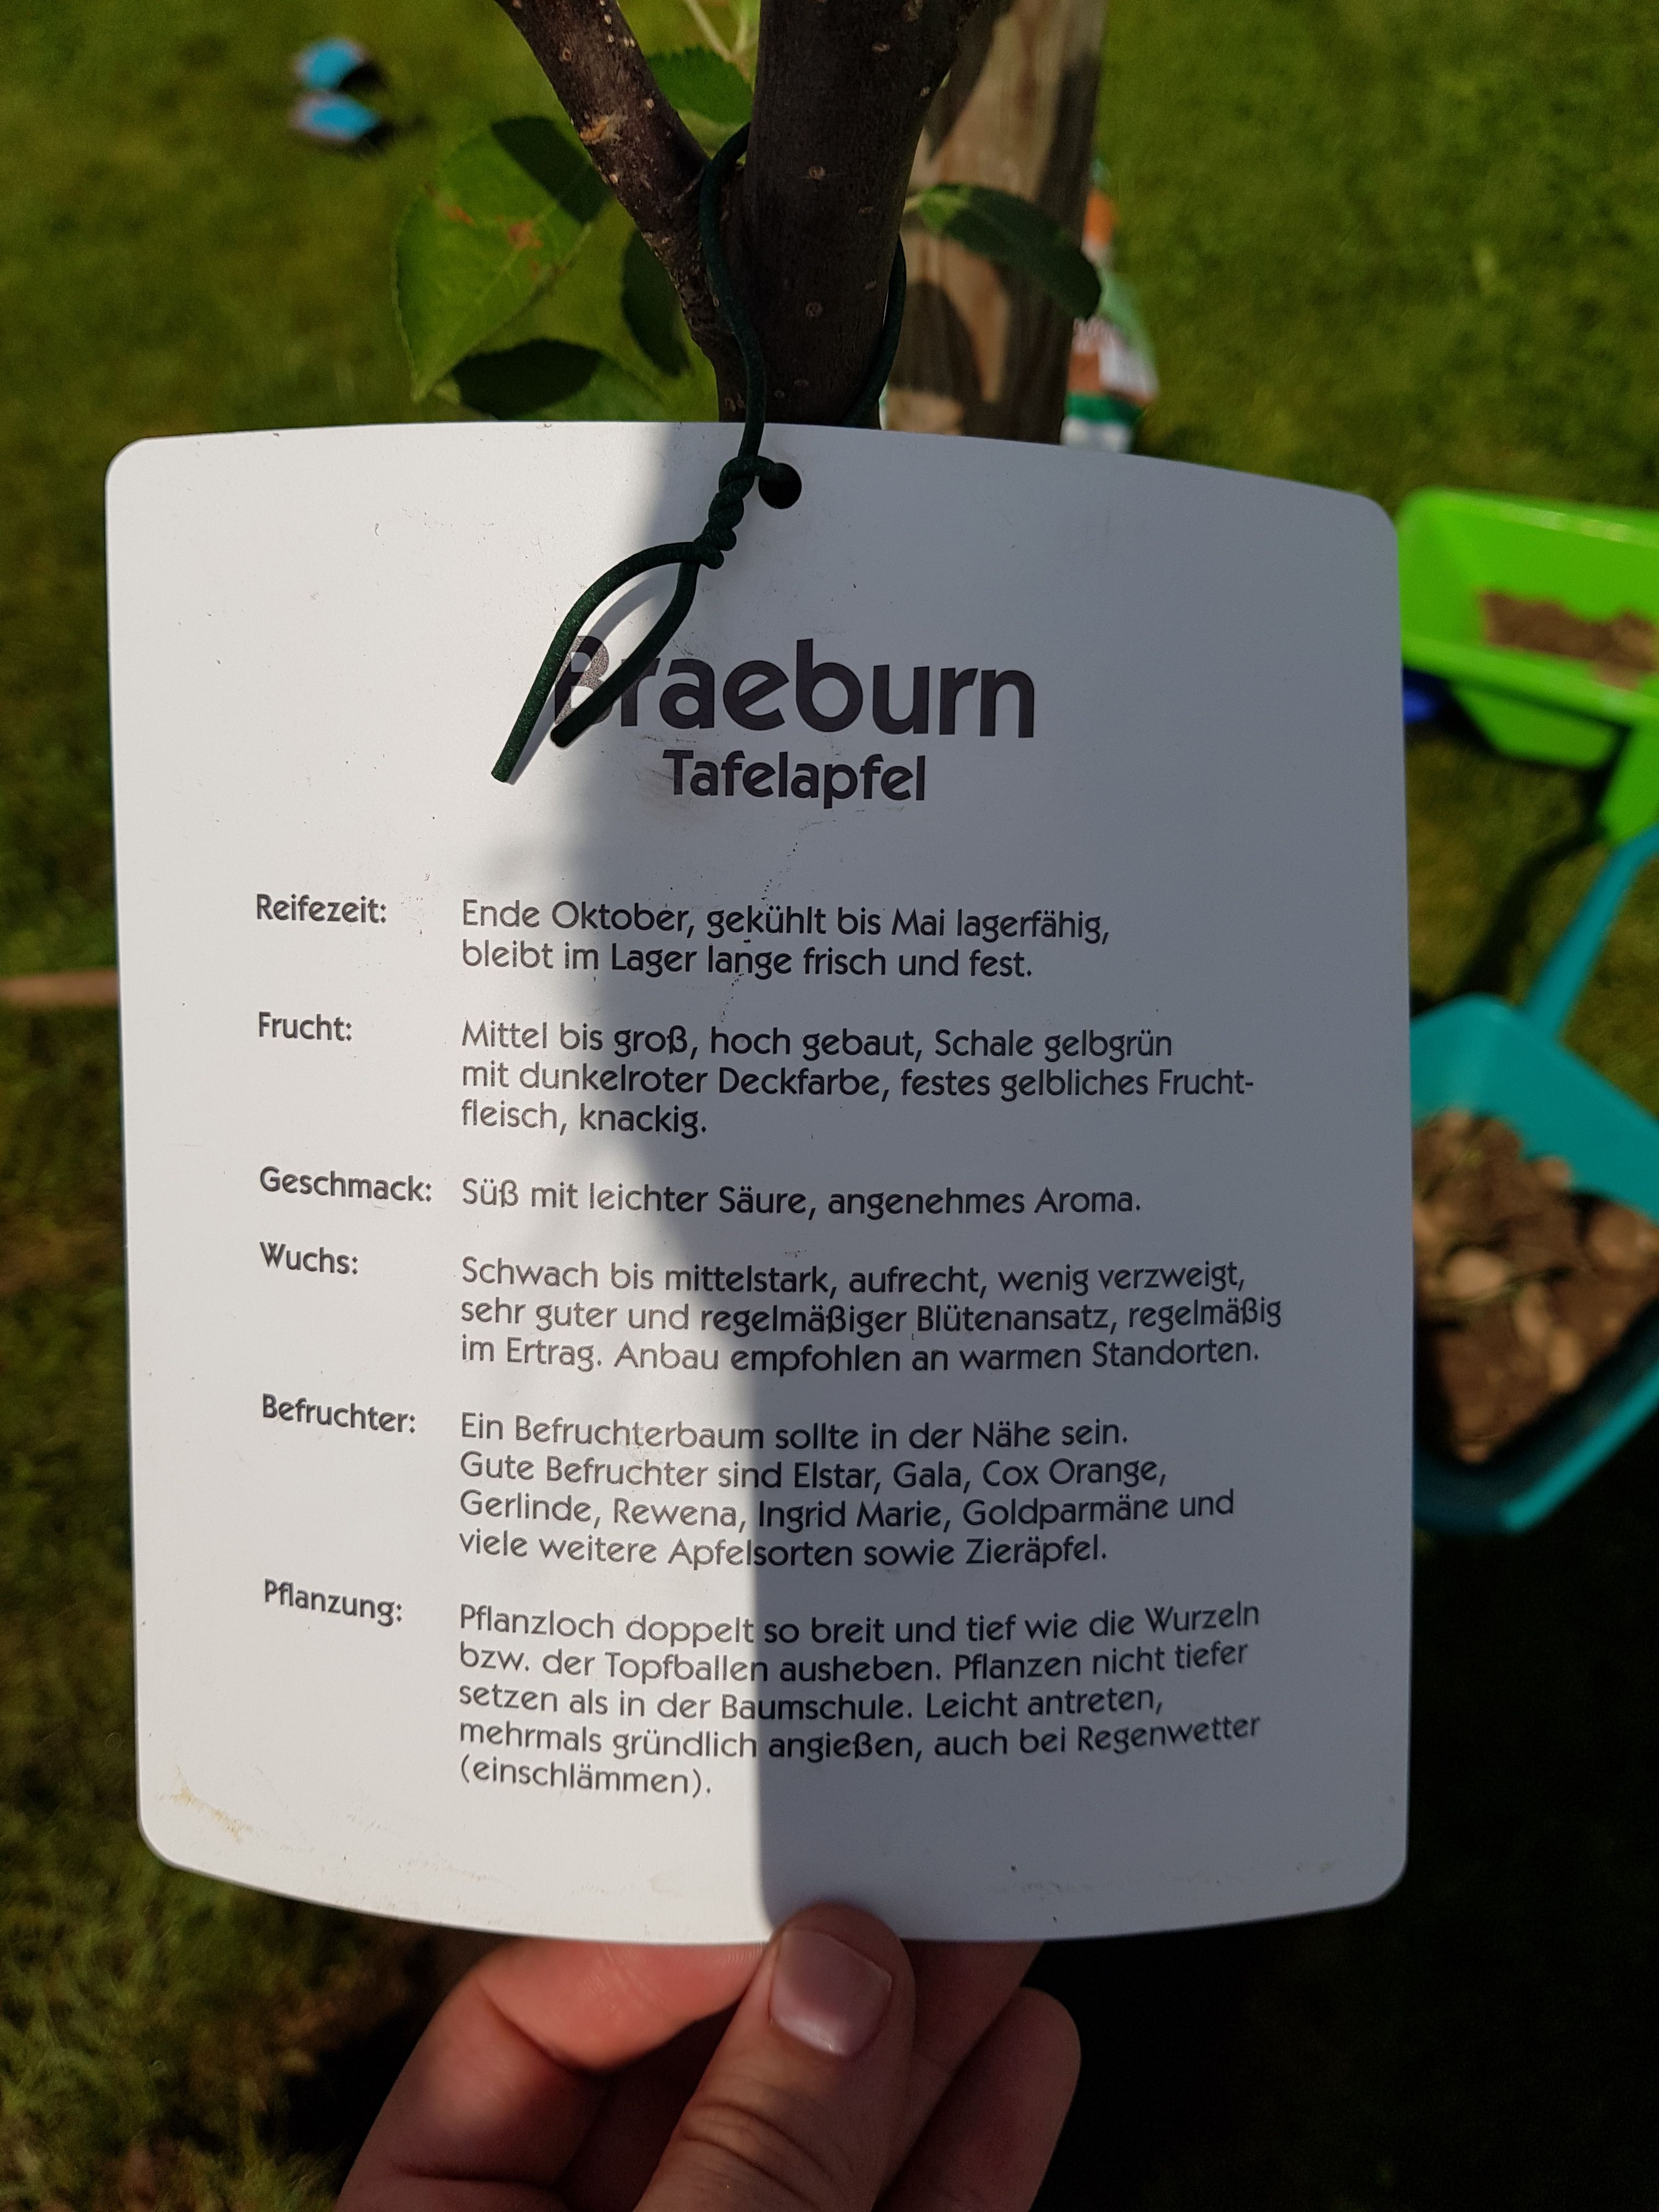 Braeburn
Tafelapfel
Reifezeit: Ende Oktober, gekühlt bis Mai lagerfähig,
bleibt im Lager lange frisch und fest.
Frucht: Mittel bis groß, hoch gebaut, Schale gelbgrün
mit dunkelroter Deckfarbe, festes gelbliches Frucht-
fleisch, knackig.
Geschmack: Süß mit leichter Säure, angenehmes Aroma.
Wuchs: Schwach bis mittelstark, aufrecht, wenig verzweigt,
sehr guter und regelmäßiger Blütenansatz, regelmäßig
im Ertrag. Anbau empfohlen an warmen Standorten.
Befruchter: Ein Befruchterbaum sollte in der Nähe sein.
Gute Befruchter sind Elstar, Gala, Cox Orange,
Gerlinde, Rewena, Ingrid Marie, Goldparmäne und
viele weitere Apfelsorten sowie Zieräpfel.
Pflanzung: Pflanzloch doppelt so breit und tief wie die Wurzeln
bzw. der Topfballen ausheben. Pflanzen nicht tiefer
setzen als in der Baumschule. Leicht antreten,
mehrmals gründlich angießen, auch bei Regenwetter
(einschlämmen).